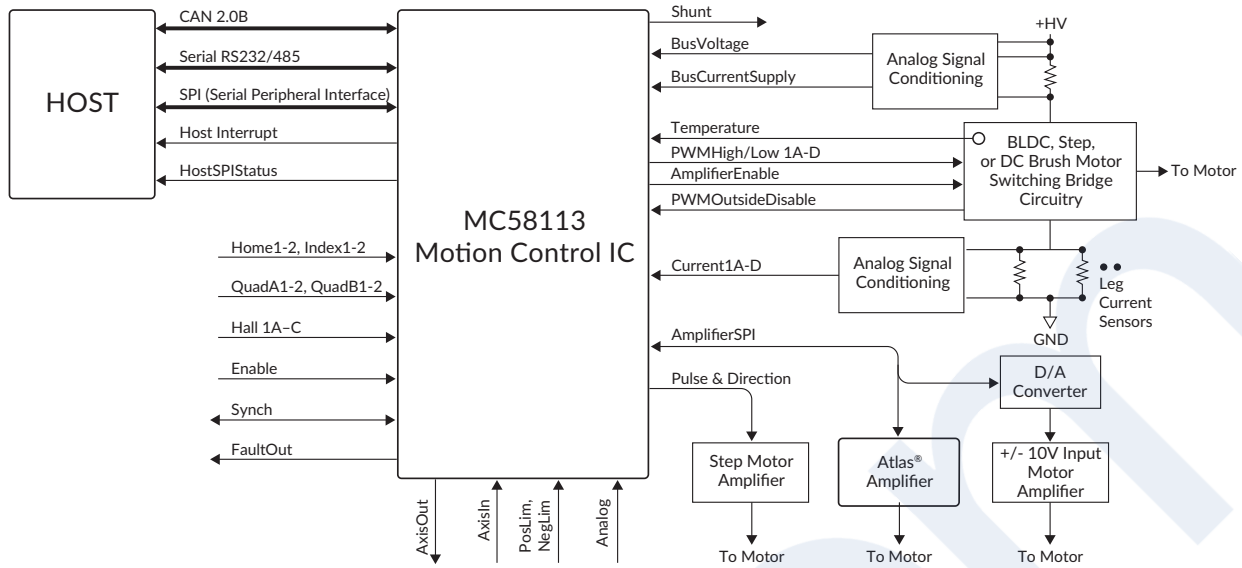 HOST
CAN 2.0B
Serial RS232/485
SPI (Serial Peripheral Interface)
Host Interrupt
HostSPIStatus
Home1-2, Index1-2
QuadA1-2, QuadB1-2
Hall 1A–C
Enable
Synch
FaultOut
MC58113
Motion Control IC
AxisOut
AxisIn
PosLim,
NegLim
Analog
Shunt
BusVoltage
BusCurrentSupply
Temperature
PWMHigh/Low 1A-D
AmplifierEnable
PWMOutsideDisable
Current1A-D
AmplifierSPI
Pulse & Direction
+HV
Analog Signal
Conditioning
BLDC, Step,
or DC Brush Motor
Switching Bridge
Circuitry
To Motor
Analog Signal
Conditioning
Leg
Current
Sensors
GND
D/A
Converter
Step Motor
Amplifier
Atlas®
Amplifier
+/- 10V Input
Motor
Amplifier
To Motor
To Motor
To Motor